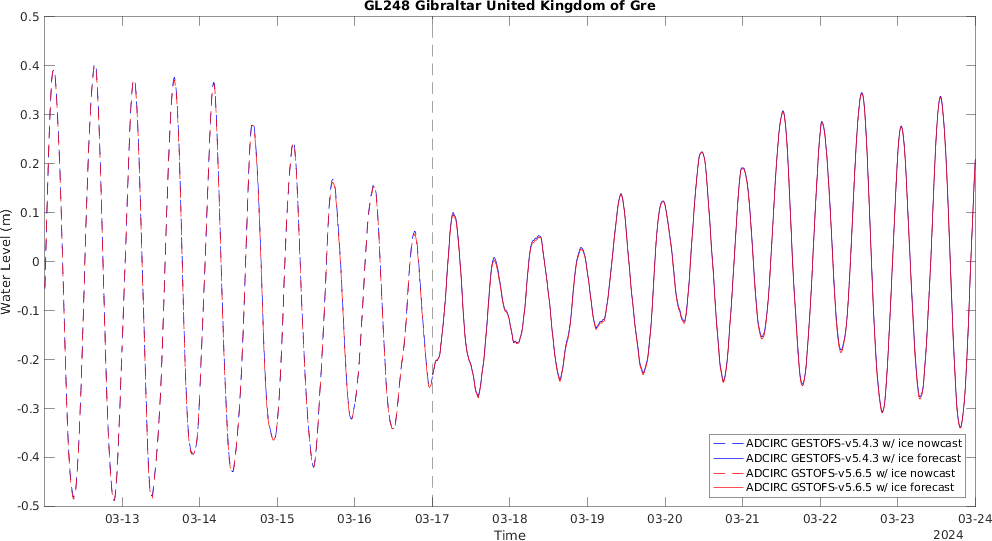 GL248 Gibraltar United Kingdom of Gre
0.5
0.4
0.3
0.2
0.1
0
-0.1
-0.2
-0.3
-0.4
-0.5
Water Level (m)
ADCIRC GESTOFS-v5.4.3 w/ ice nowcast
ADCIRC GESTOFS-v5.4.3 w/ ice forecast
ADCIRC GSTOFS-v5.6.5 w/ ice nowcast
ADCIRC GSTOFS-v5.6.5 w/ ice forecast
03-13 03-14 03-15 03-16 03-17 03-18 03-19 03-20 03-21 03-22 03-23 03-24
Time
2024